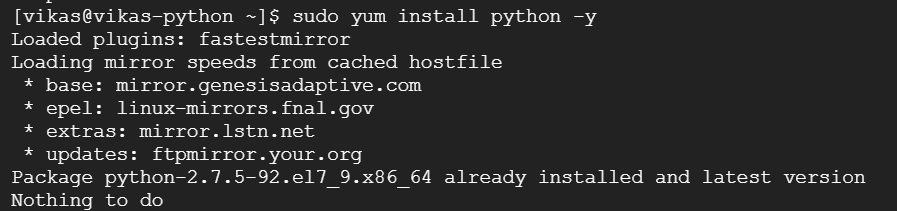 [vikas@vikas-python ~]$ sudo yum install python -y
Loaded plugins: fastestmirror
Loading mirror speeds from cached hostfile
 * base: mirror.genesisadaptive.com
 * epel: linux-mirrors.fnal.gov
 * extras: mirror.lstn.net
 * updates: ftpmirror.your.org
Package python-2.7.5-92.el7_9.x86_64 already installed and latest version
Nothing to do